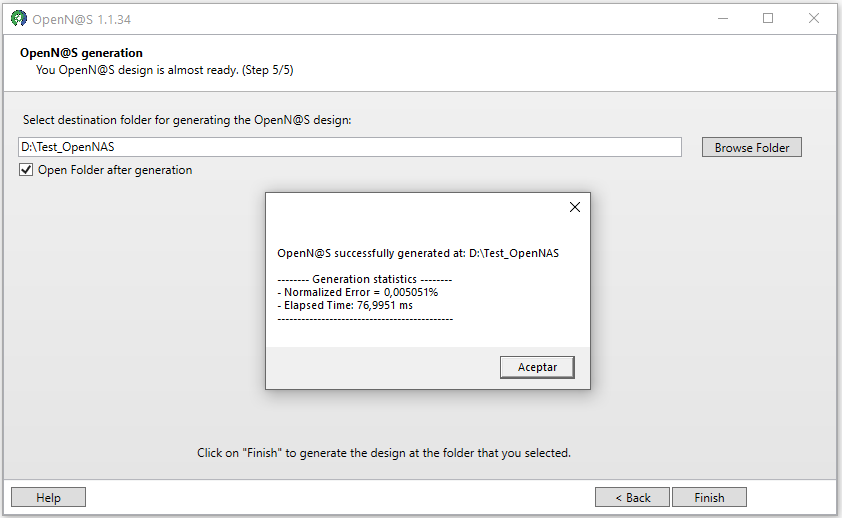 OpenN@S 1.1.34
OpenN@S generation
You OpenN@S design is almost ready. (Step 5/5)
Select destination folder for generating the OpenN@S design:
D:\Test_OpenNAS
Browse Folder
Open Folder after generation
OpenN@S successfully generated at: D:\Test_OpenNAS
-------- Generation statistics --------
- Normalized Error = 0,005051%
- Elapsed Time: 76,9951 ms
--------------------------------------------
Aceptar
Click on "Finish" to generate the design at the folder that you selected.
Help
< Back
Finish